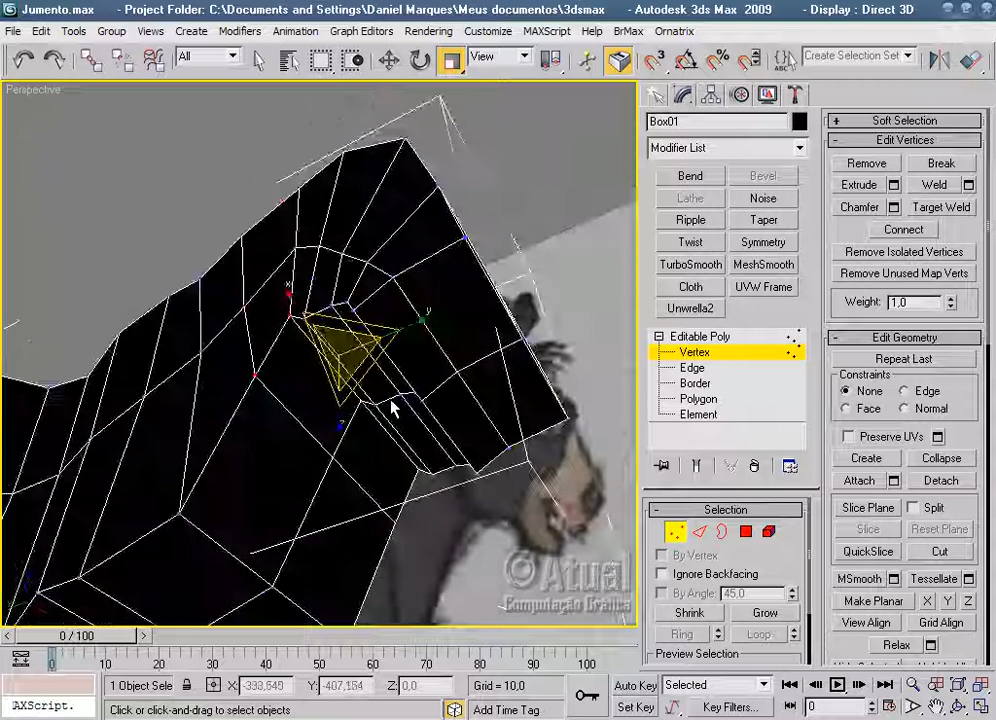 Jumento.max - Project Folder: C:\Documents and Settings\Daniel Marques\Meus documentos\3dsmax - Autodesk 3ds Max 2009 - Display : Direct 3D
File Edit Tools Group Views Create Modifiers Animation Graph Editors Rendering Customize MAXScript Help BrMax Ornatrix
All View Create Selection Set
Perspective
Box01
Modifier List
Bend Bevel
Lathe Noise
Ripple Taper
Twist Symmetry
TurboSmooth MeshSmooth
Cloth UVW Frame
Unwrella2
Editable Poly
Vertex
Edge
Border
Polygon
Element
Selection
By Vertex
Ignore Backfacing
By Angle: 45,0
Shrink Grow
Ring Loop
Preview Selection
+ Soft Selection
- Edit Vertices
Remove Break
Extrude Weld
Chamfer Target Weld
Connect
Remove Isolated Vertices
Remove Unused Map Verts
Weight: 1,0
- Edit Geometry
Repeat Last
Constraints
None Edge
Face Normal
Preserve UVs
Create Collapse
Attach Detach
Slice Plane Split
Slice Reset Plane
QuickSlice Cut
MSmooth Tessellate
Make Planar X Y Z
View Align Grid Align
Relax
x
y
z
© Atual
Computação Gráfica
0 / 100
0 10 20 30 40 50 60 70 80 90 100
1 Object Sele X: -393,645 Y: -407,154 Z: 0,0 Grid = 10,0
Auto Key Selected
AXScript. Click or click-and-drag to select objects Add Time Tag
Set Key Key Filters... 0